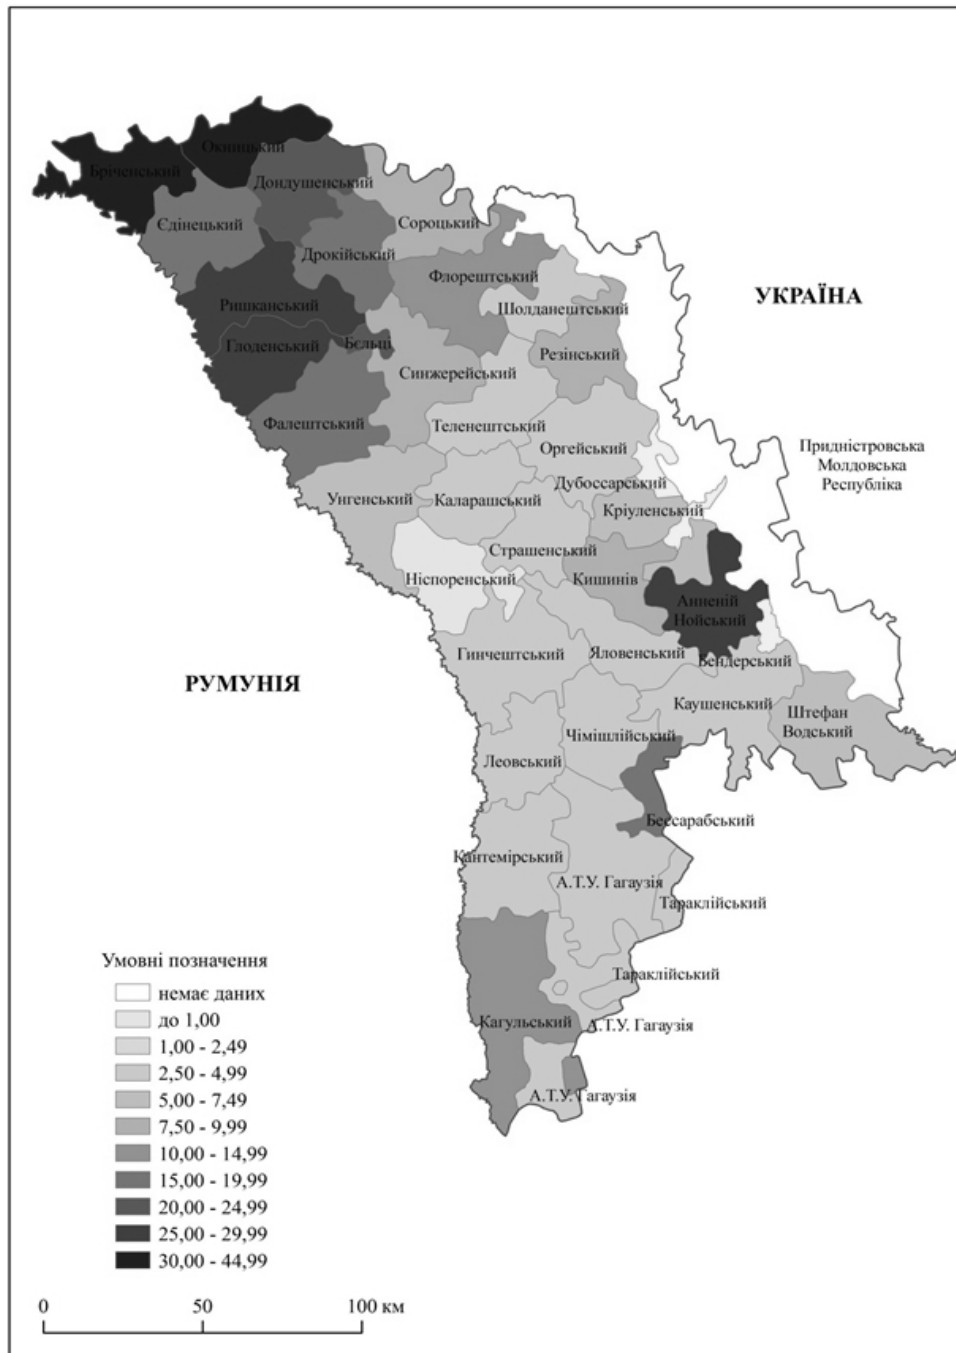 Окницький
Бріченський
Дондушенський
Єдінецький
Сороцький
Дрокійський
Флорештський
УКРАЇНА
Ришканський
Шолданештський
Глоденський
Бєльці
Резінський
Синжерейський
Фалештський
Теленештський
Оргейський
Придністровська
Молдовська
Республіка
Дубоссарський
Унгенський
Каларашський
Кріуленський
Страшенський
Ніспоренський
Кишинів
Анненій
Нойський
Гинчештський
Яловенський
Бендерський
РУМУНІЯ
Каушенський
Штефан
Водський
Чімішлійський
Леовський
Бессарабський
Кантемірський
А.Т.У. Гагаузія
Тараклійський
Умовні позначення
Тараклійський
немає даних
до 1,00
Кагульський
А.Т.У. Гагаузія
1,00 - 2,49
2,50 - 4,99
А.Т.У. Гагаузія
5,00 - 7,49
7,50 - 9,99
10,00 - 14,99
15,00 - 19,99
20,00 - 24,99
25,00 - 29,99
30,00 - 44,99
0 50 100 км